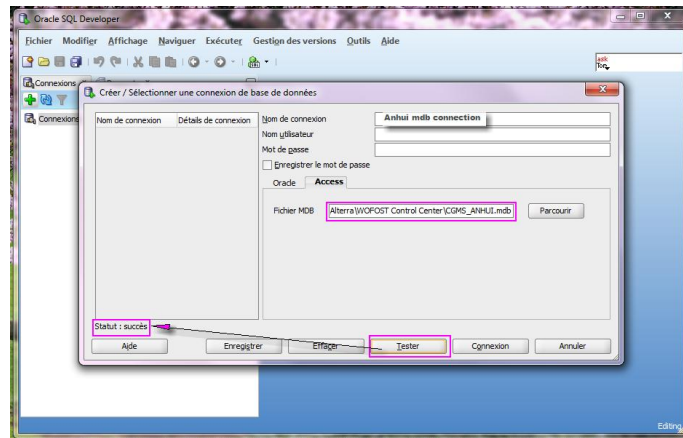 Oracle SQL Developer
Fichier Modifier Affichage Naviguer Exécuter Gestion des versions Outils Aide
Connexions
Connexions
Créer / Sélectionner une connexion de base de données
Nom de connexion Détails de connexion
Nom de connexion Anhui mdb connection
Nom utilisateur
Mot de passe
Enregistrer le mot de passe
Oracle Access
Fichier MDB Alterra\WOFOST Control Center\CGMS_ANHUI.mdb Parcourir
Statut : succès
Aide Enregistrer Effacer Tester Connexion Annuler
Editing